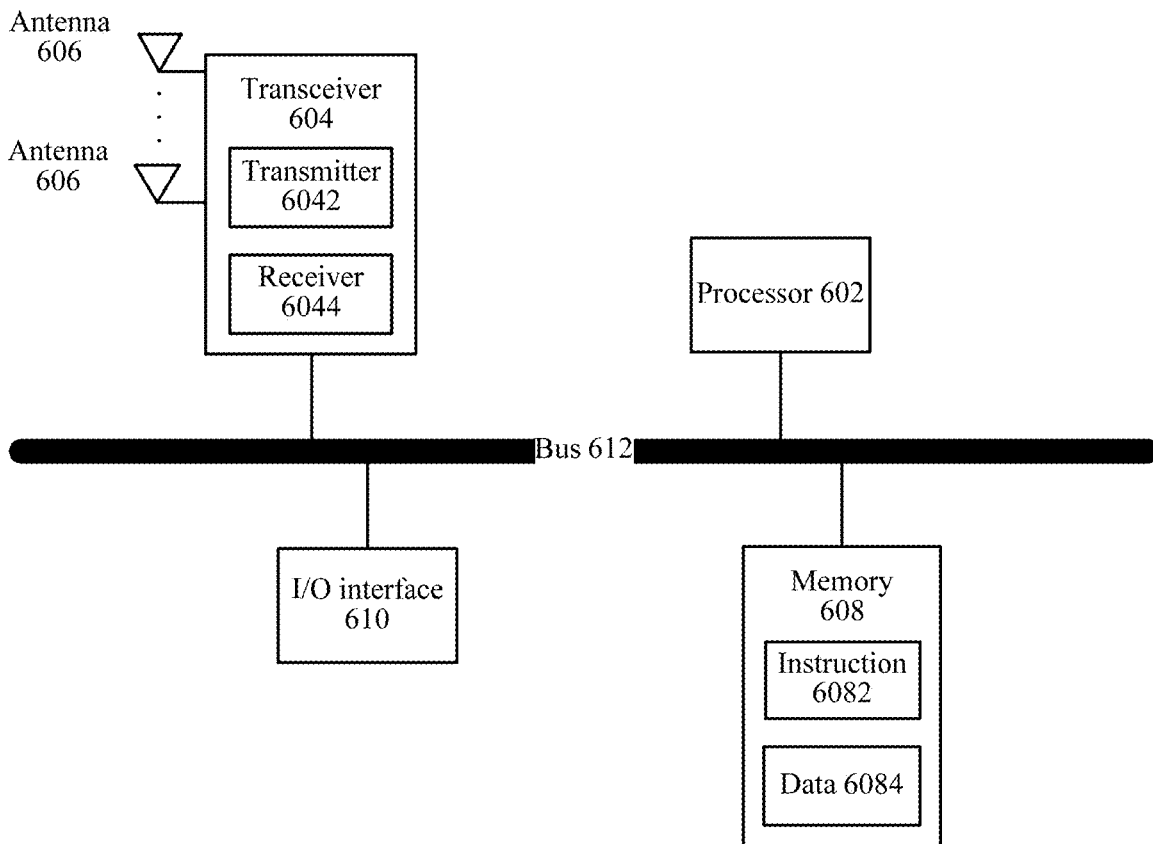 Antenna
606
Transceiver
604
Antenna
606
Transmitter
6042
Receiver
6044
Processor 602
Bus 612
I/O interface
610
Memory
608
Instruction
6082
Data 6084